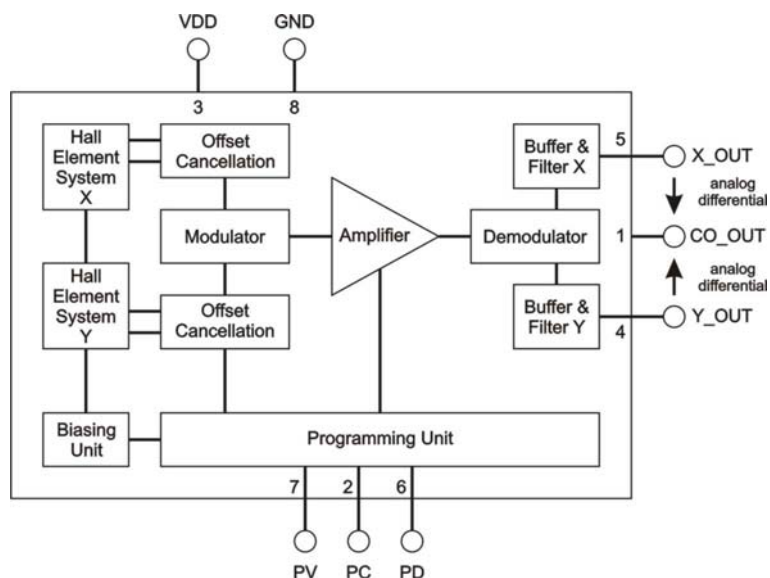 VDD
GND
3
8
Hall
Element
System
X
Offset
Cancellation
Buffer &
Filter X
5
X_OUT
analog
differential
Modulator
Amplifier
Demodulator
1
CO_OUT
analog
differential
Hall
Element
System
Y
Offset
Cancellation
Buffer &
Filter Y
4
Y_OUT
Biasing
Unit
Programming Unit
7
2
6
PV
PC
PD